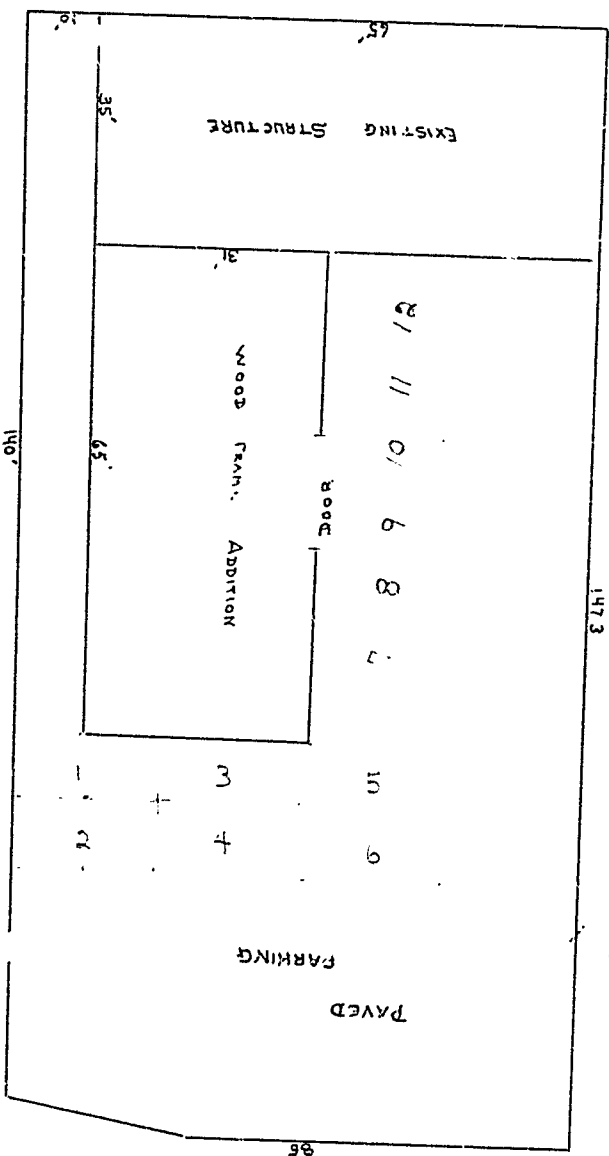 10'
65'
35'
EXISTING STRUCTURE
31'
WOOD FRAM. ADDITION
65'
DOOR
140'
147.3
12 11 10 9 8 7
1 3 5
2 4 6
PAVED
PARKING
86